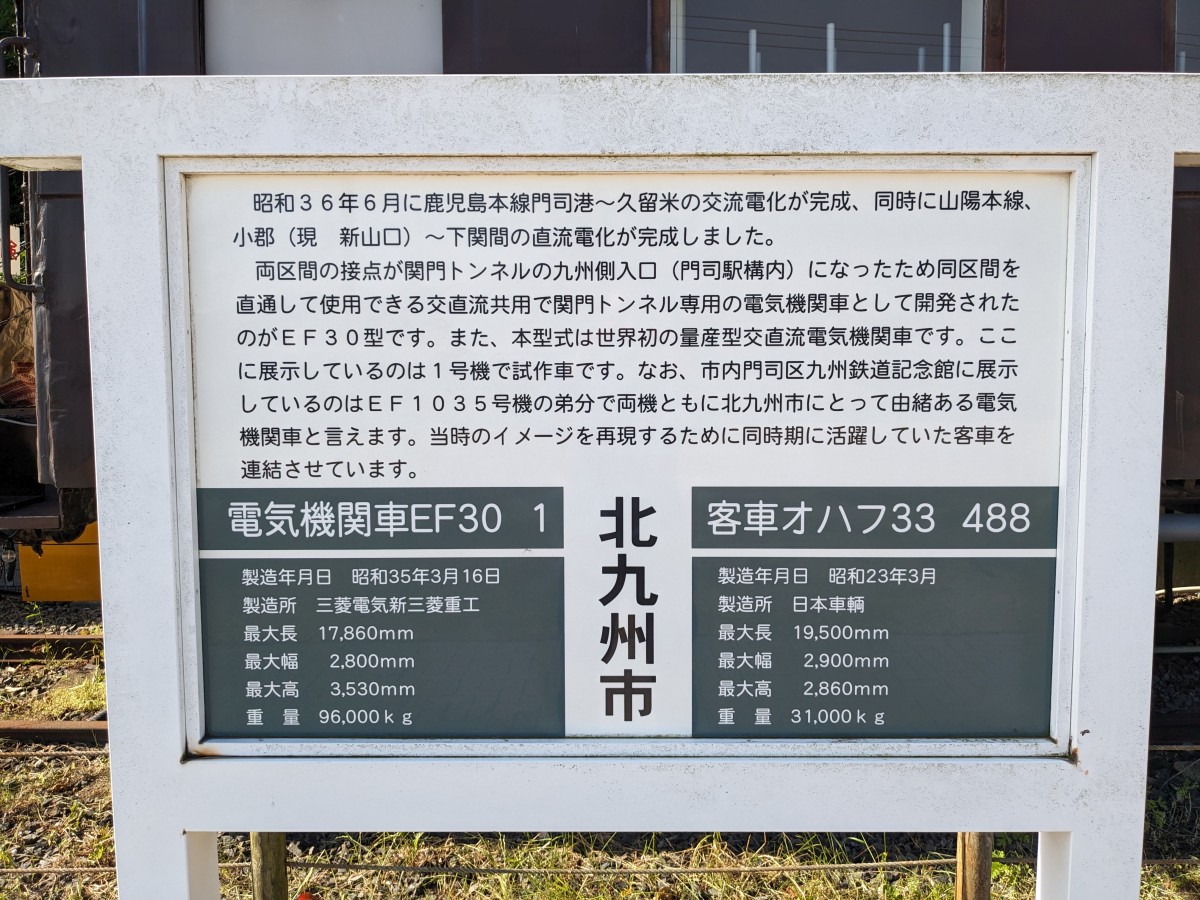 昭和３６年６月に鹿児島本線門司港～久留米の交流電化が完成、同時に山陽本線、
小郡（現　新山口）～下関間の直流電化が完成しました。
両区間の接点が関門トンネルの九州側入口（門司駅構内）になったため同区間を
直通して使用できる交直流共用で関門トンネル専用の電気機関車として開発された
のがＥＦ３０型です。また、本型式は世界初の量産型交直流電気機関車です。ここ
に展示しているのは１号機で試作車です。なお、市内門司区九州鉄道記念館に展示
しているのはＥＦ１０３５号機の弟分で両機ともに北九州市にとって由緒ある電気
機関車と言えます。当時のイメージを再現するために同時期に活躍していた客車を
連結させています。
電気機関車EF30 1
製造年月日　昭和35年3月16日
製造所　三菱電気新三菱重工
最大長　17,860mm
最大幅　2,800mm
最大高　3,530mm
重　量　96,000ｋｇ
北九州市
客車オハフ33 488
製造年月日　昭和23年3月
製造所　日本車輌
最大長　19,500mm
最大幅　2,900mm
最大高　2,860mm
重　量　31,000ｋｇ